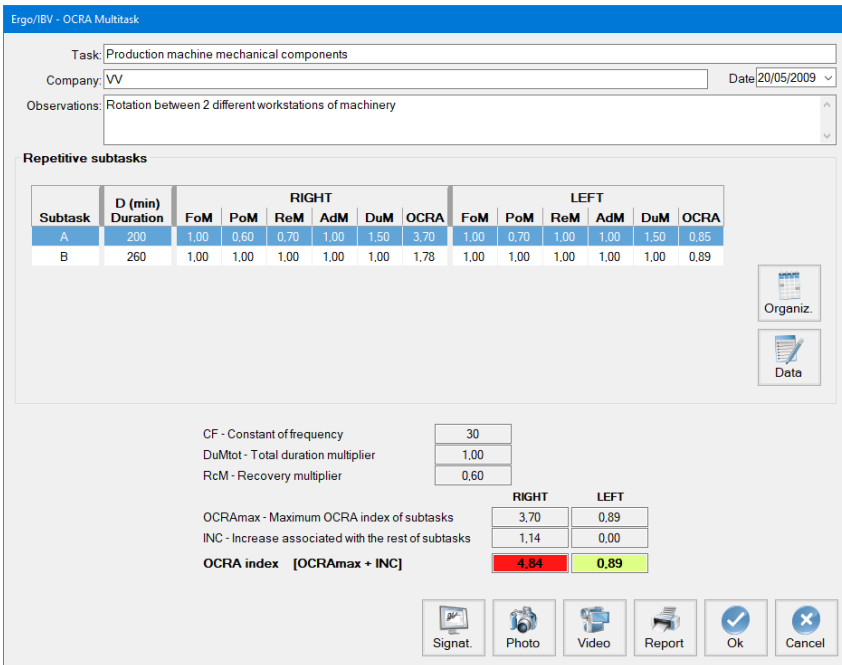 Ergo/IBV - OCRA Multitask
Task: Production machine mechanical components
Company: VV Date 20/05/2009
Observations: Rotation between 2 different workstations of machinery
Repetitive subtasks
RIGHT LEFT
Subtask D (min) Duration FoM PoM ReM AdM DuM OCRA FoM PoM ReM AdM DuM OCRA
A 200 1,00 0,60 0,70 1,00 1,50 3,70 1,00 0,70 1,00 1,00 1,50 0,85
B 260 1,00 1,00 1,00 1,00 1,00 1,78 1,00 1,00 1,00 1,00 1,00 0,89
Organiz.
Data
CF - Constant of frequency 30
DuMtot - Total duration multiplier 1,00
RcM - Recovery multiplier 0,60
RIGHT LEFT
OCRAmax - Maximum OCRA index of subtasks 3,70 0,89
INC - Increase associated with the rest of subtasks 1,14 0,00
OCRA index [OCRAmax + INC] 4,84 0,89
Signat. Photo Video Report Ok Cancel